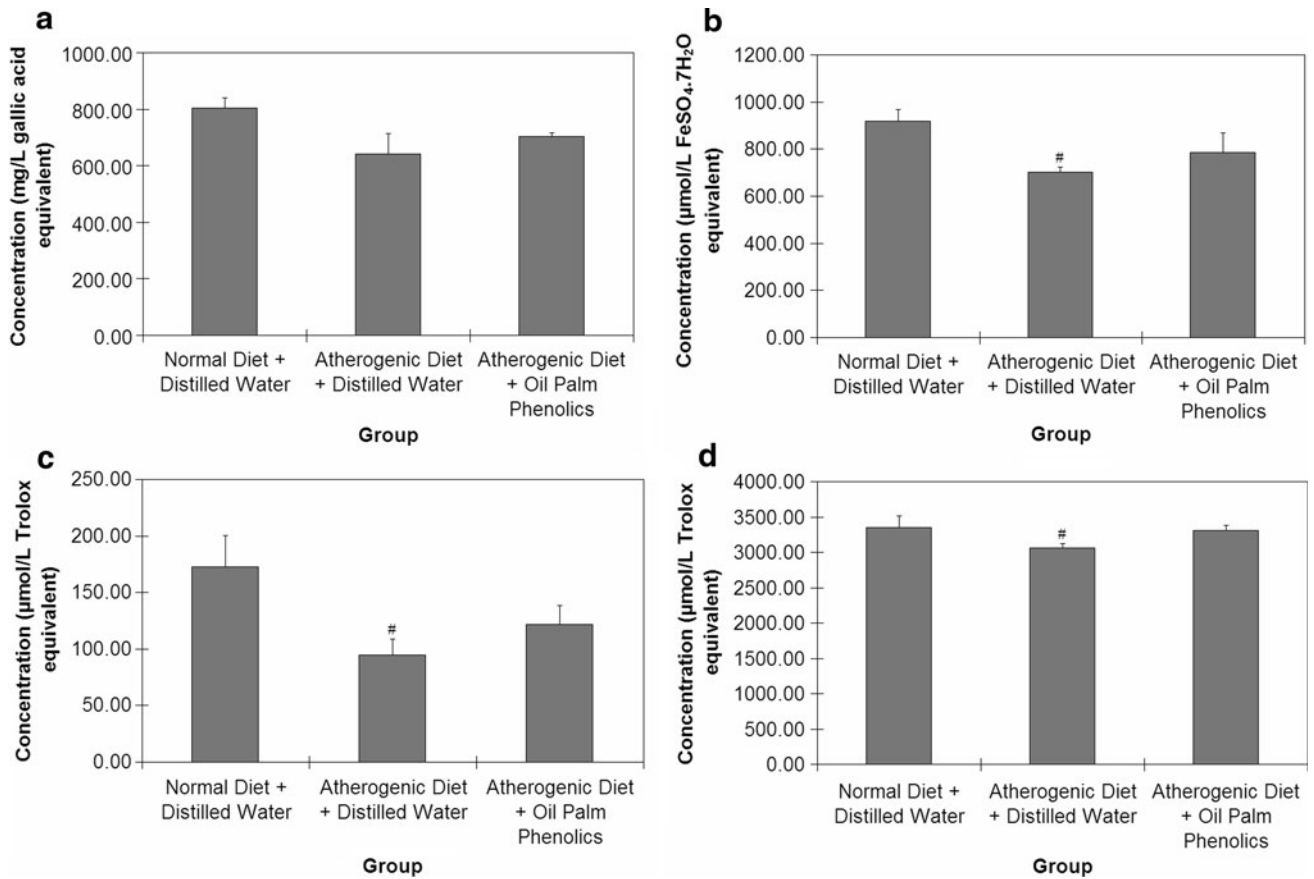 a
Concentration (mg/L gallic acid
equivalent)
1000.00
800.00
600.00
400.00
200.00
0.00
Normal Diet +
Distilled Water
Atherogenic Diet
+ Distilled Water
Atherogenic Diet
+ Oil Palm
Phenolics
Group
b
Concentration (µmol/L FeSO₄.7H₂O
equivalent)
1200.00
1000.00
800.00
600.00
400.00
200.00
0.00
#
Normal Diet +
Distilled Water
Atherogenic Diet
+ Distilled Water
Atherogenic Diet
+ Oil Palm
Phenolics
Group
c
Concentration (µmol/L Trolox
equivalent)
250.00
200.00
150.00
100.00
50.00
0.00
#
Normal Diet +
Distilled Water
Atherogenic Diet
+ Distilled Water
Atherogenic Diet
+ Oil Palm
Phenolics
Group
d
Concentration (µmol/L Trolox
equivalent)
4000.00
3500.00
3000.00
2500.00
2000.00
1500.00
1000.00
500.00
0.00
#
Normal Diet +
Distilled Water
Atherogenic Diet
+ Distilled Water
Atherogenic Diet
+ Oil Palm
Phenolics
Group